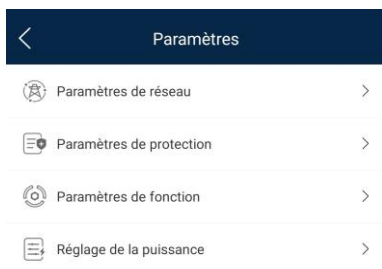 Paramètres
Paramètres de réseau
Paramètres de protection
Paramètres de fonction
Réglage de la puissance